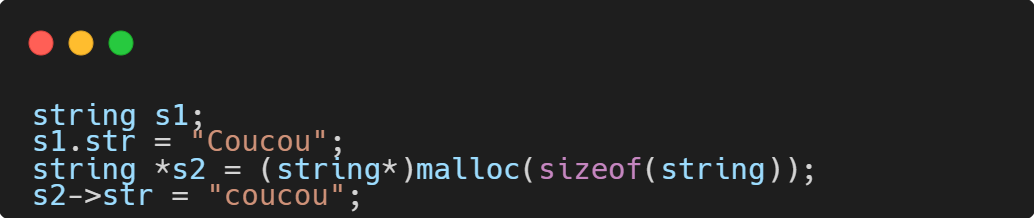 string s1;
s1.str = "Coucou";
string *s2 = (string*)malloc(sizeof(string));
s2->str = "coucou";